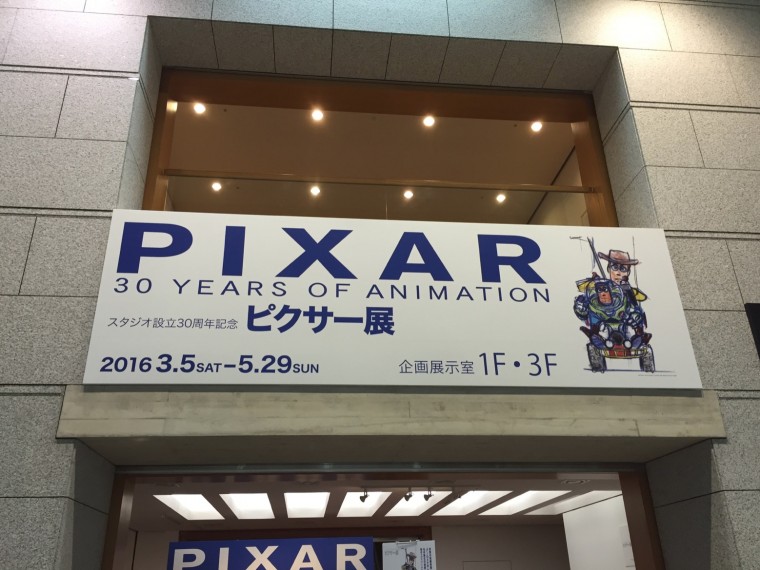 PIXAR
30 YEARS OF ANIMATION
スタジオ設立30周年記念 ピクサー展
2016 3.5SAT–5.29SUN 企画展示室 1F・3F
PIXAR